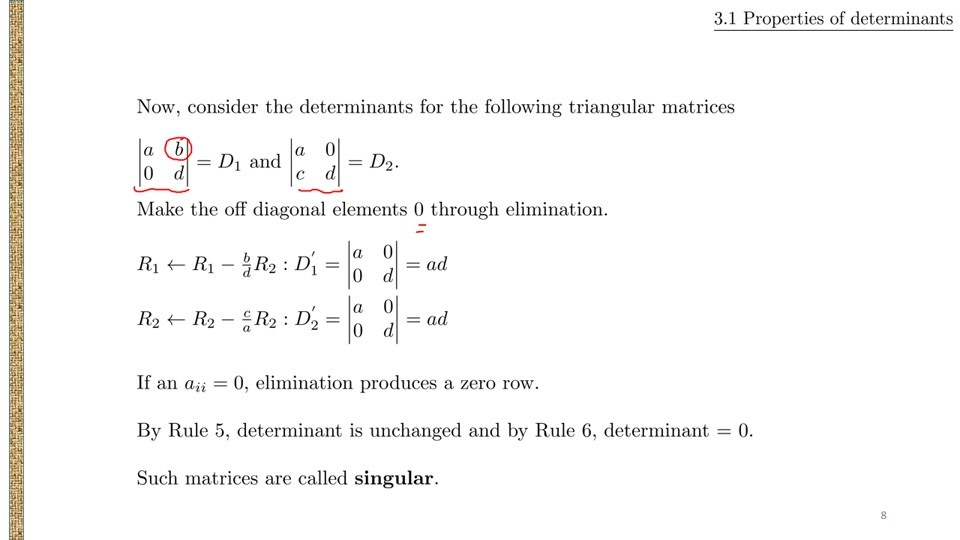 3.1 Properties of determinants
Now, consider the determinants for the following triangular matrices
|a b; 0 d| = D₁ and |a 0; c d| = D₂.
Make the off diagonal elements 0 through elimination.
R₁ ← R₁ − b/d R₂ : D₁′ = |a 0; 0 d| = ad
R₂ ← R₂ − c/a R₂ : D₂′ = |a 0; 0 d| = ad
If an aᵢᵢ = 0, elimination produces a zero row.
By Rule 5, determinant is unchanged and by Rule 6, determinant = 0.
Such matrices are called singular.
8